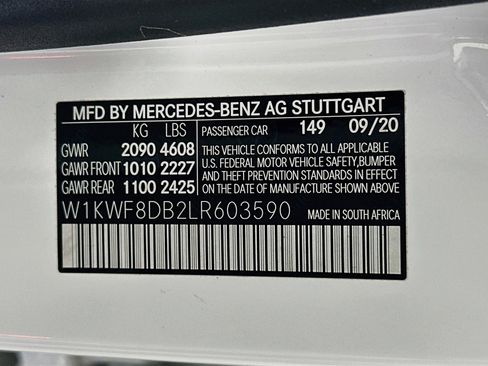 MFD BY MERCEDES-BENZ AG STUTTGART
KG LBS PASSENGER CAR 149 09/20
GVWR 2090 4608 THIS VEHICLE CONFORMS TO ALL APPLICABLE
GAWR FRONT 1010 2227 U.S. FEDERAL MOTOR VEHICLE SAFETY,BUMPER
AND THEFT PREVENTION STANDARDS IN EFFECT
GAWR REAR 1100 2425 ON THE DATE OF MANUFACTURE SHOWN ABOVE.
W1KWF8DB2LR603590 MADE IN SOUTH AFRICA